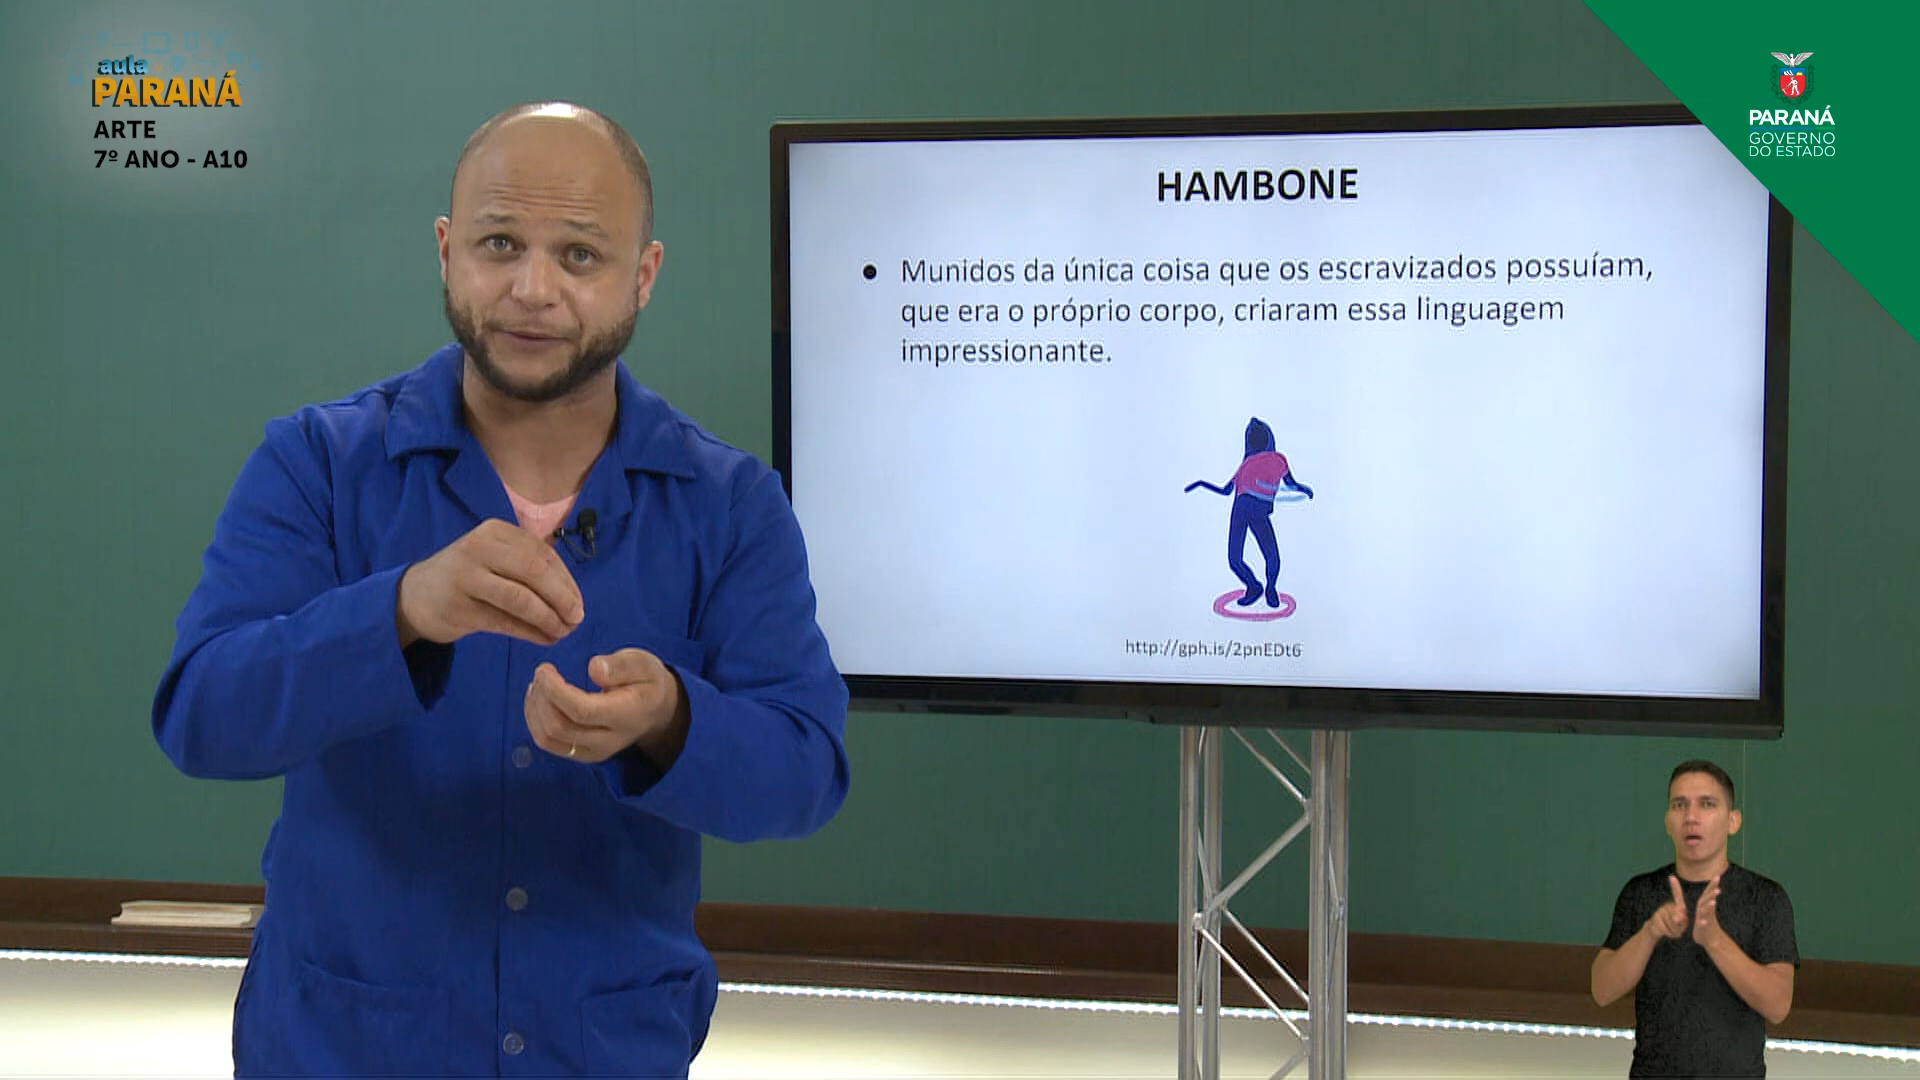 aula
PARANÁ
ARTE
7º ANO - A10
PARANÁ
GOVERNO
DO ESTADO
HAMBONE
● Munidos da única coisa que os escravizados possuíam,
que era o próprio corpo, criaram essa linguagem
impressionante.
http://gph.is/2pnEDt6